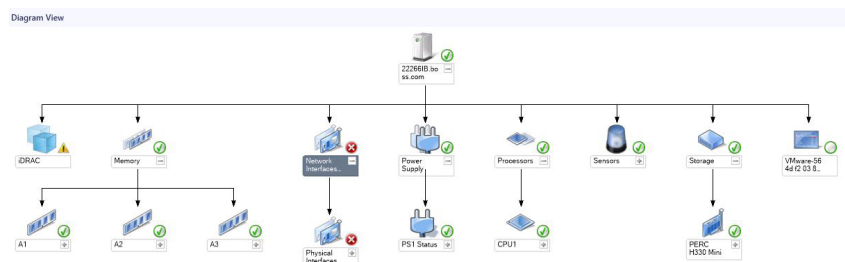 Diagram View
22266IB.bo
ss.com
iDRAC
Memory
Network
Interfaces...
Power
Supply
Processors
Sensors
Storage
VMware-56
4d f2 03 8...
A1
A2
A3
Physical
Interfaces
PS1 Status
CPU1
PERC
H330 Mini